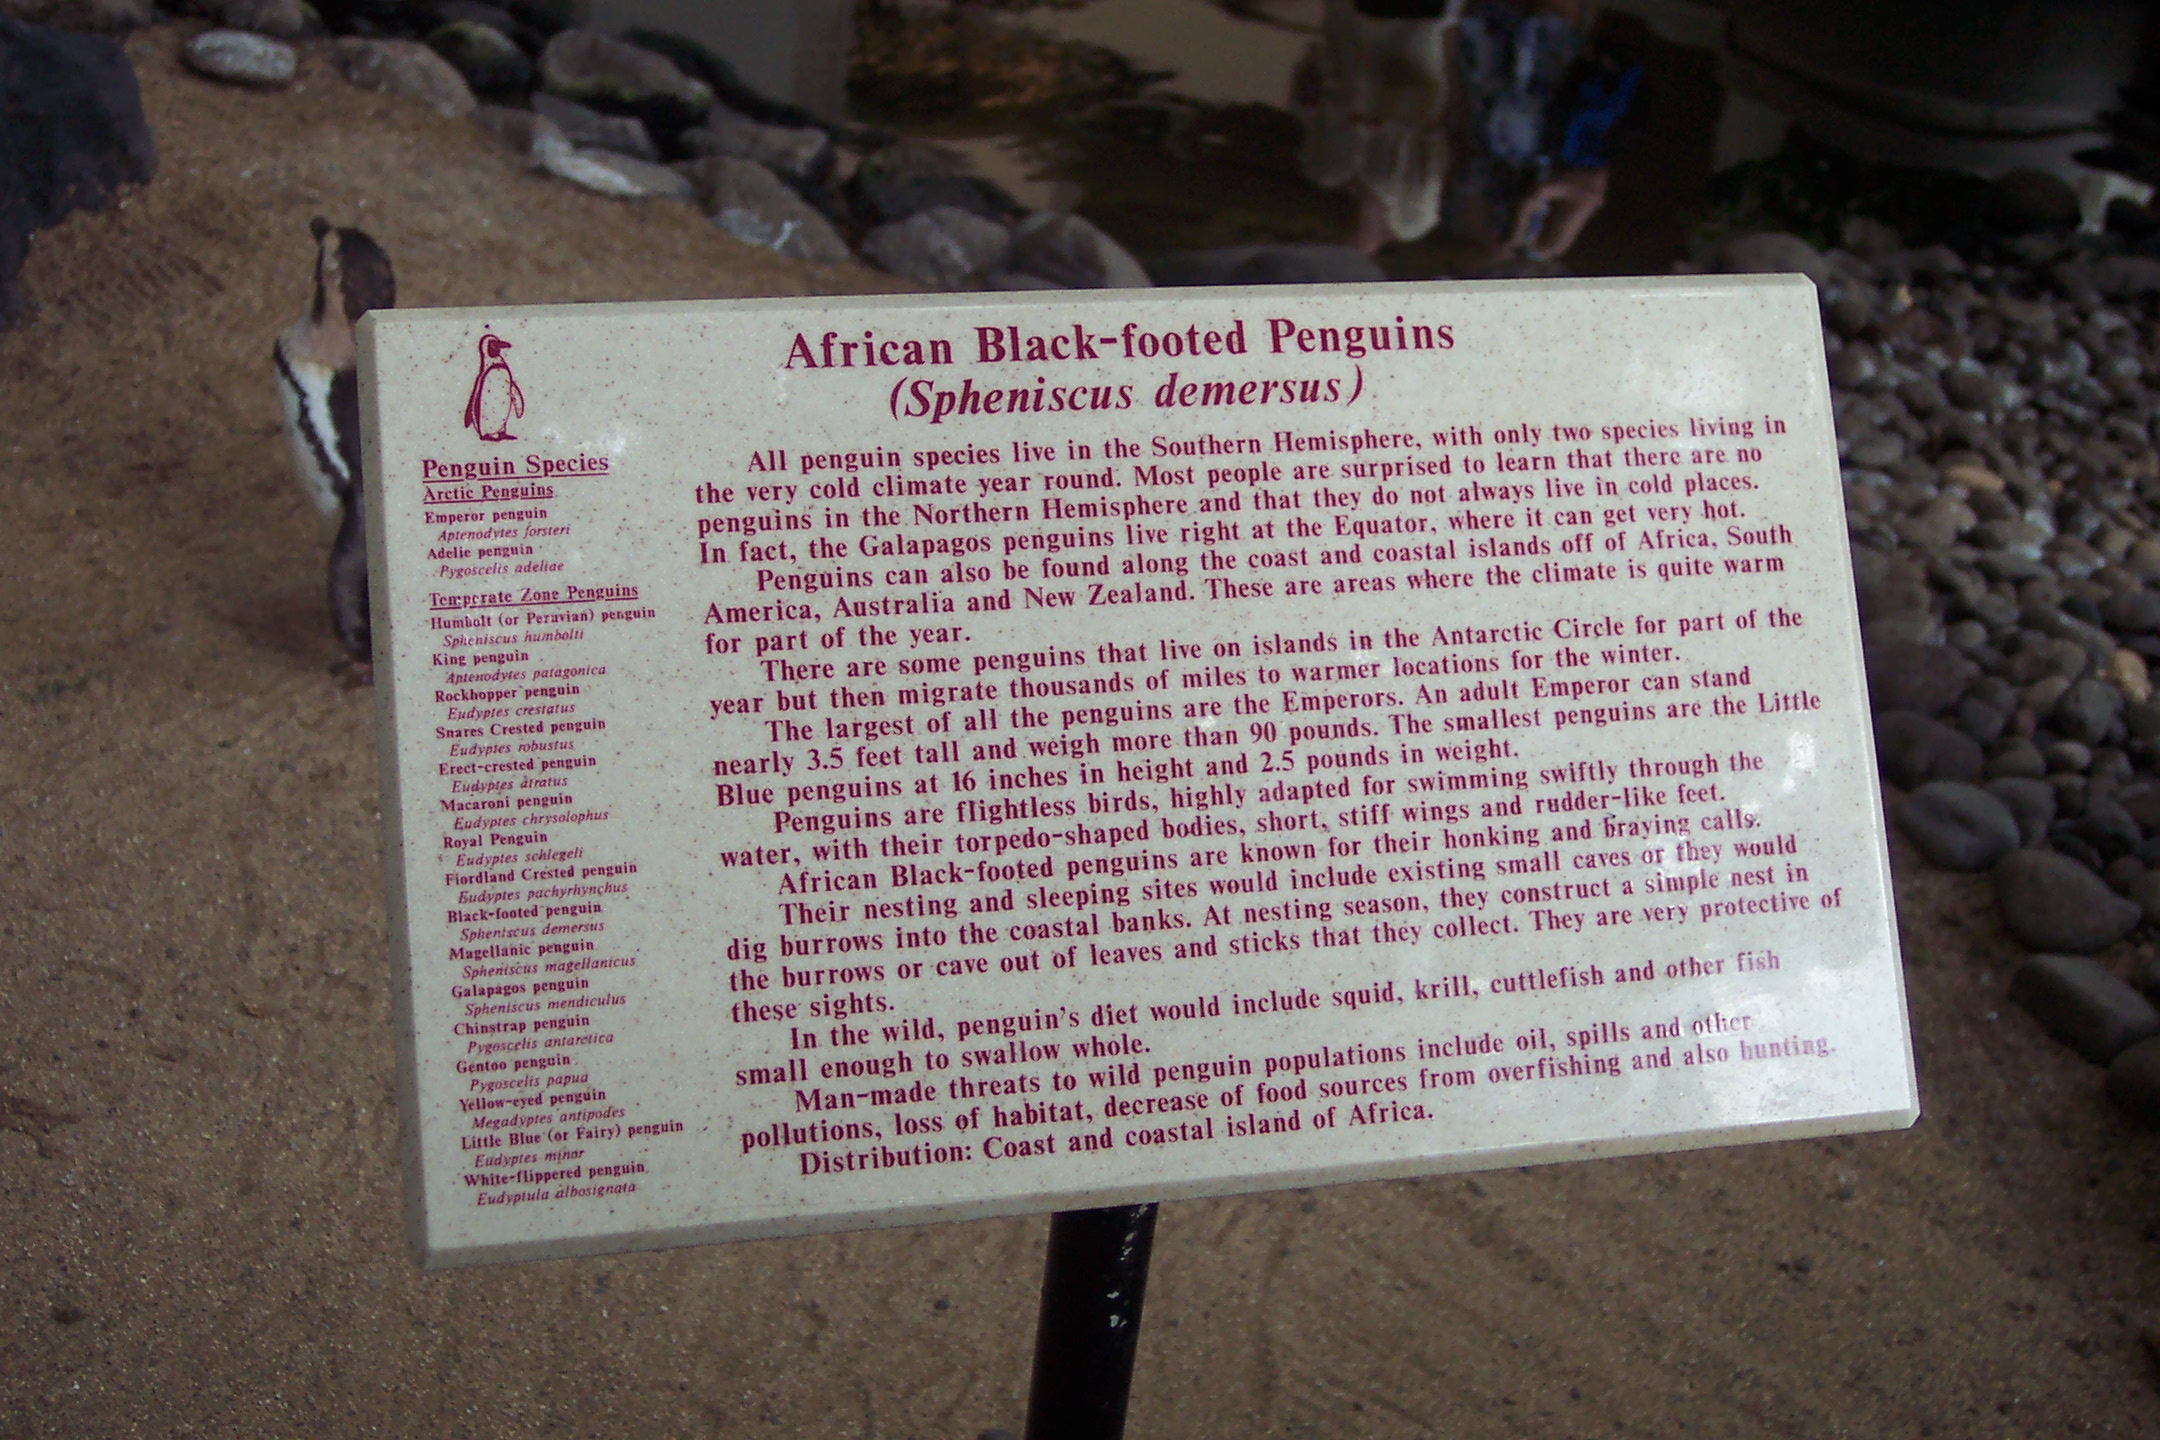 African Black-footed Penguins
(Spheniscus demersus)
Penguin Species
Arctic Penguins
Emperor penguin
Aptenodytes forsteri
Adelie penguin
Pygoscelis adeliae
Temperate Zone Penguins
Humbolt (or Peravian) penguin
Spheniscus humbolti
King penguin
Aptenodytes patagonica
Rockhopper penguin
Eudyptes crestatus
Snares Crested penguin
Eudyptes robustus
Erect-crested penguin
Eudyptes atratus
Macaroni penguin
Eudyptes chrysolophus
Royal Penguin
Eudyptes schlegeli
Fiordland Crested penguin
Eudyptes pachyrhynchus
Black-footed penguin
Spheniscus demersus
Magellanic penguin
Spheniscus magellanicus
Galapagos penguin
Spheniscus mendiculus
Chinstrap penguin
Pygoscelis antarctica
Gentoo penguin
Pygoscelis papua
Yellow-eyed penguin
Megadyptes antipodes
Little Blue (or Fairy) penguin
Eudyptes minor
White-flippered penguin
Eudyptula albosignata
All penguin species live in the Southern Hemisphere, with only two species living in
the very cold climate year round. Most people are surprised to learn that there are no
penguins in the Northern Hemisphere and that they do not always live in cold places.
In fact, the Galapagos penguins live right at the Equator, where it can get very hot.
Penguins can also be found along the coast and coastal islands off of Africa, South
America, Australia and New Zealand. These are areas where the climate is quite warm
for part of the year.
There are some penguins that live on islands in the Antarctic Circle for part of the
year but then migrate thousands of miles to warmer locations for the winter.
The largest of all the penguins are the Emperors. An adult Emperor can stand
nearly 3.5 feet tall and weigh more than 90 pounds. The smallest penguins are the Little
Blue penguins at 16 inches in height and 2.5 pounds in weight.
Penguins are flightless birds, highly adapted for swimming swiftly through the
water, with their torpedo-shaped bodies, short, stiff wings and rudder-like feet.
African Black-footed penguins are known for their honking and braying calls.
Their nesting and sleeping sites would include existing small caves or they would
dig burrows into the coastal banks. At nesting season, they construct a simple nest in
the burrows or cave out of leaves and sticks that they collect. They are very protective of
these sights.
In the wild, penguin's diet would include squid, krill, cuttlefish and other fish
small enough to swallow whole.
Man-made threats to wild penguin populations include oil, spills and other
pollutions, loss of habitat, decrease of food sources from overfishing and also hunting.
Distribution: Coast and coastal island of Africa.